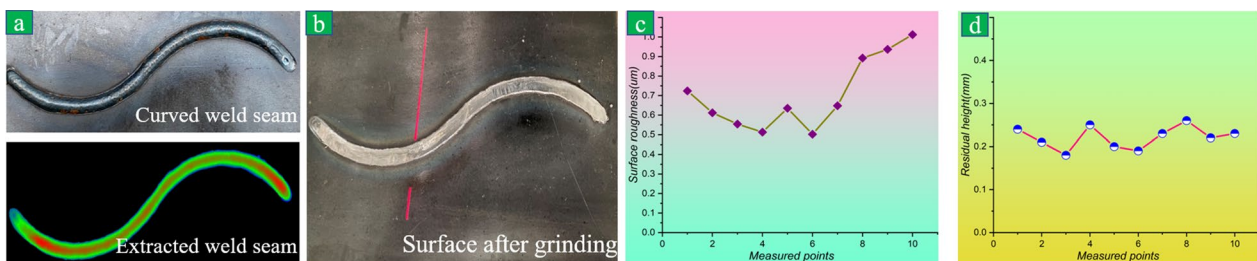 a
Curved weld seam
Extracted weld seam
b
Surface after grinding
c
Surface roughness(um)
1.0
0.9
0.8
0.7
0.6
0.5
0.4
0.3
0.2
0.1
0.0
0 2 4 6 8 10
Measured points
d
Residual height(mm)
0.5
0.4
0.3
0.2
0.1
0.0
0 2 4 6 8 10
Measured points